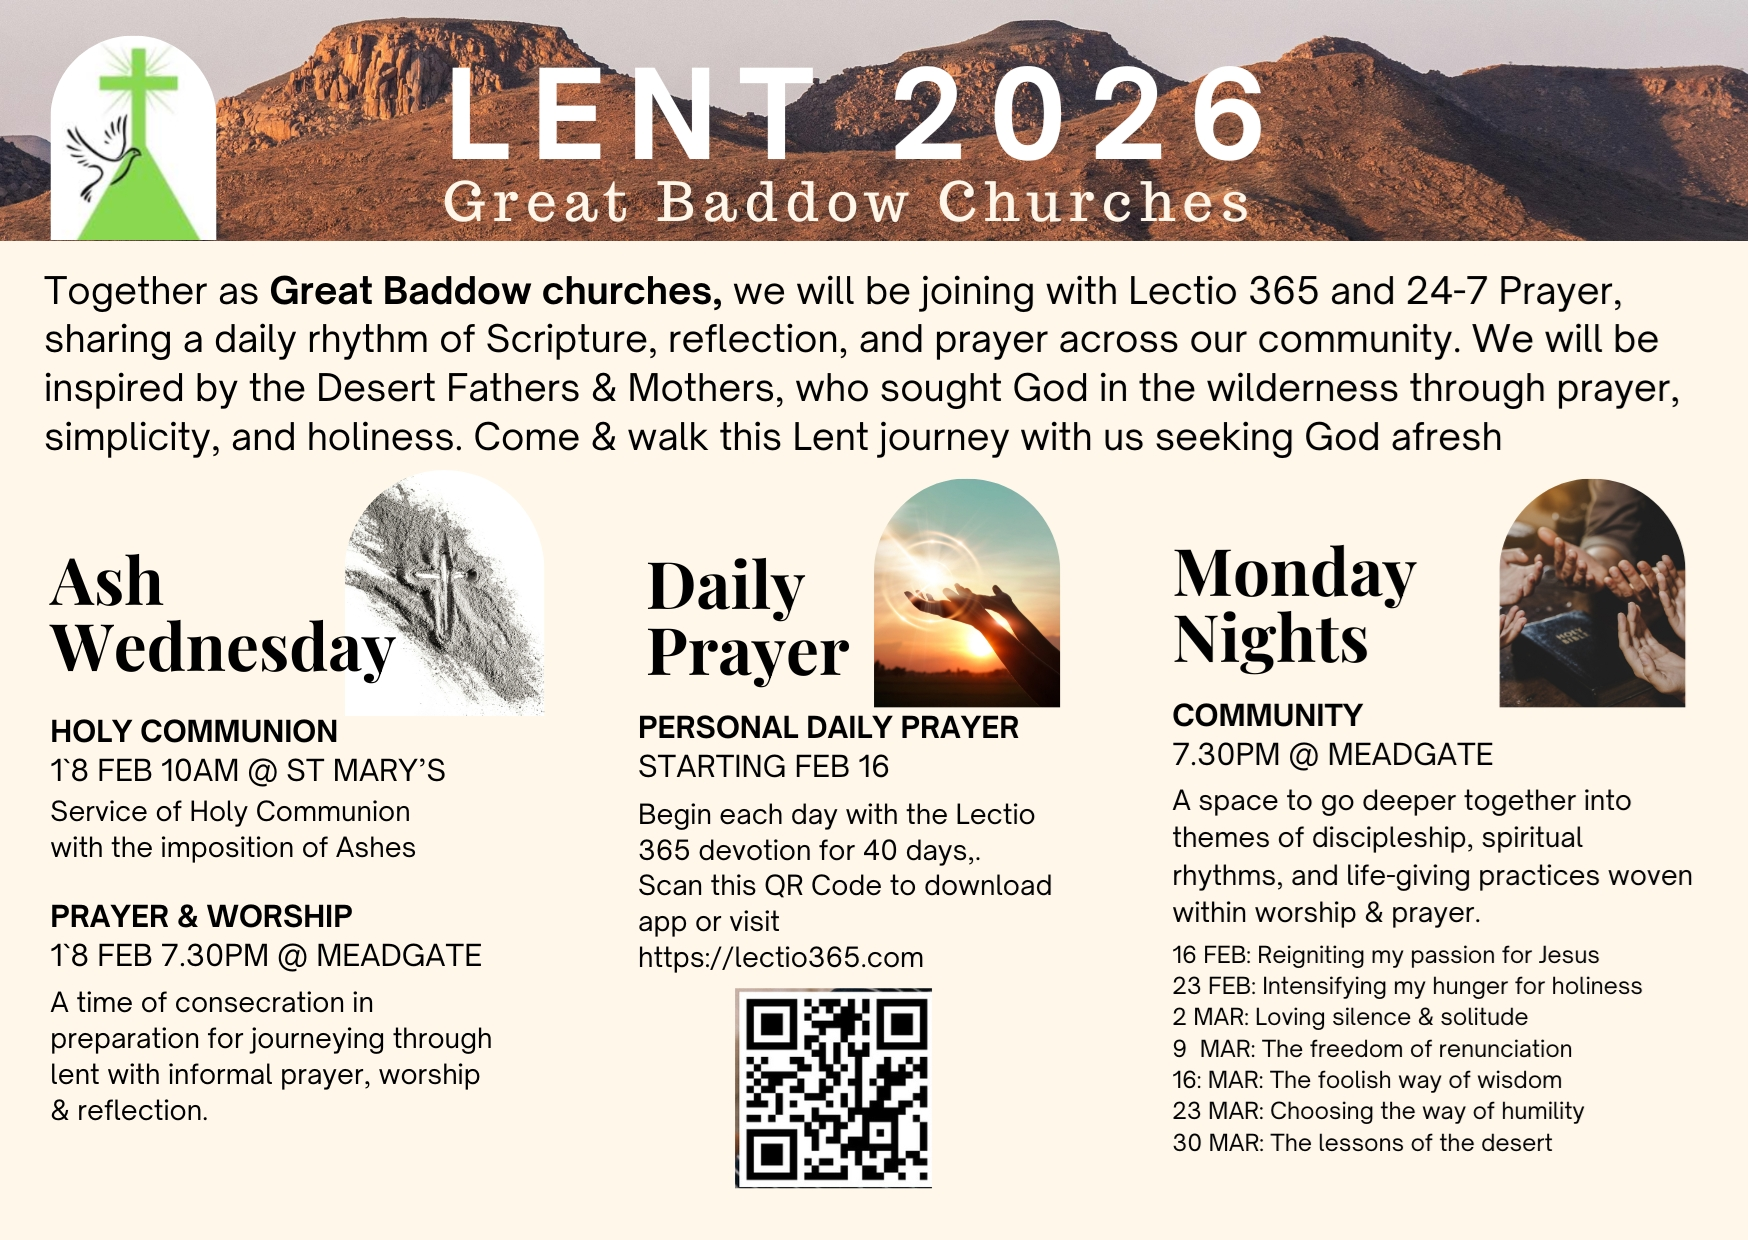 LENT 2026
Great Baddow Churches
Together as Great Baddow churches, we will be joining with Lectio 365 and 24-7 Prayer,
sharing a daily rhythm of Scripture, reflection, and prayer across our community. We will be
inspired by the Desert Fathers & Mothers, who sought God in the wilderness through prayer,
simplicity, and holiness. Come & walk this Lent journey with us seeking God afresh
Ash
Wednesday
HOLY COMMUNION
1`8 FEB 10AM @ ST MARY’S
Service of Holy Communion
with the imposition of Ashes
PRAYER & WORSHIP
1`8 FEB 7.30PM @ MEADGATE
A time of consecration in
preparation for journeying through
lent with informal prayer, worship
& reflection.
Daily
Prayer
PERSONAL DAILY PRAYER
STARTING FEB 16
Begin each day with the Lectio
365 devotion for 40 days,.
Scan this QR Code to download
app or visit
https://lectio365.com
Monday
Nights
HOLY BIBLE
COMMUNITY
7.30PM @ MEADGATE
A space to go deeper together into
themes of discipleship, spiritual
rhythms, and life-giving practices woven
within worship & prayer.
16 FEB: Reigniting my passion for Jesus
23 FEB: Intensifying my hunger for holiness
2 MAR: Loving silence & solitude
9  MAR: The freedom of renunciation
16: MAR: The foolish way of wisdom
23 MAR: Choosing the way of humility
30 MAR: The lessons of the desert